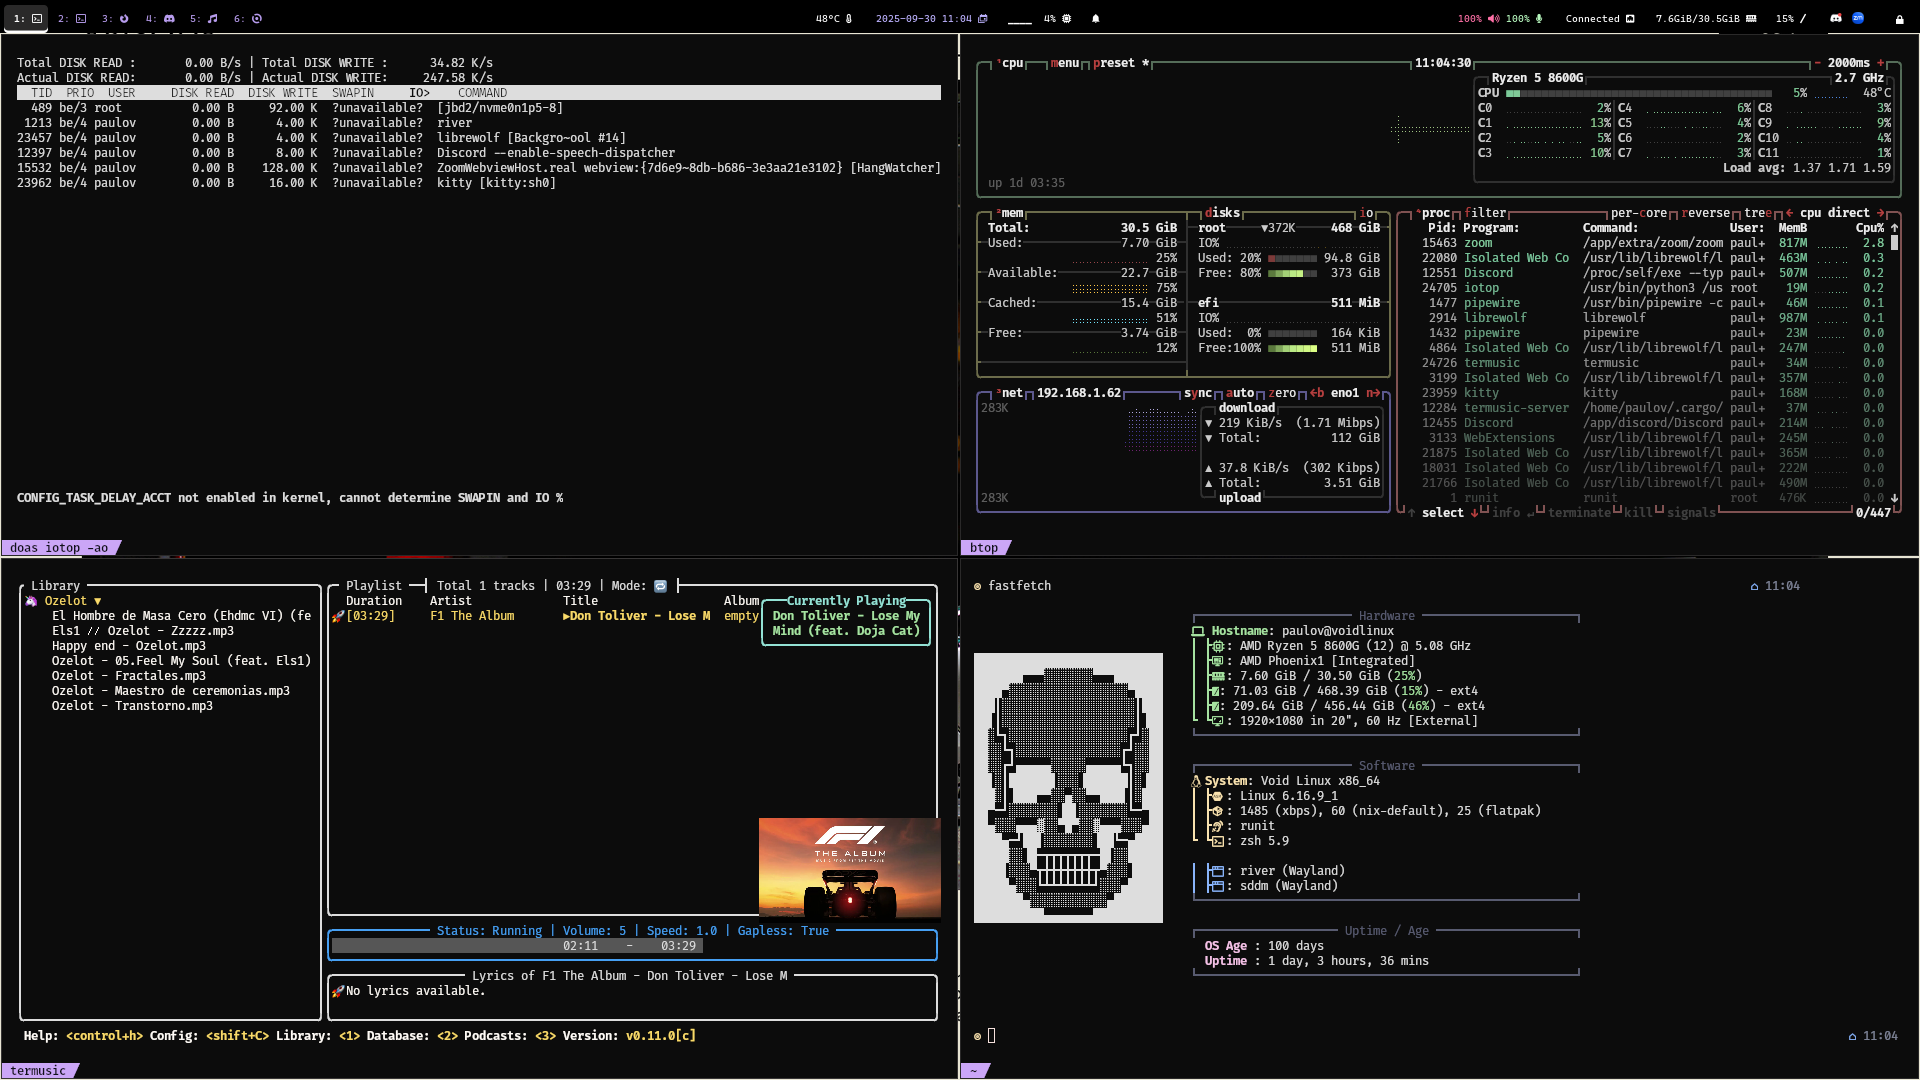 1: 2: 3: 4: 5: 6: 48°C 2025-09-30 11:04 4% 100% 100% Connected 7.6GiB/30.5GiB 15%
Total DISK READ : 0.00 B/s | Total DISK WRITE : 34.82 K/s
Actual DISK READ: 0.00 B/s | Actual DISK WRITE: 247.58 K/s
TID PRIO USER DISK READ DISK WRITE SWAPIN IO> COMMAND
489 be/3 root 0.00 B 92.00 K ?unavailable? [jbd2/nvme0n1p5-8]
1213 be/4 paulov 0.00 B 4.00 K ?unavailable? river
23457 be/4 paulov 0.00 B 4.00 K ?unavailable? librewolf [Backgro~ool #14]
12397 be/4 paulov 0.00 B 8.00 K ?unavailable? Discord --enable-speech-dispatcher
15532 be/4 paulov 0.00 B 128.00 K ?unavailable? ZoomWebviewHost.real webview:{7d6e9~8db-b686-3e3aa21e3102} [HangWatcher]
23962 be/4 paulov 0.00 B 16.00 K ?unavailable? kitty [kitty:sh0]
CONFIG_TASK_DELAY_ACCT not enabled in kernel, cannot determine SWAPIN and IO %
doas iotop -ao
¹cpu menu preset * 11:04:30 - 2000ms +
Ryzen 5 8600G 2.7 GHz
CPU 5% 48°C
C0 2% C4 6% C8 3%
C1 13% C5 4% C9 9%
C2 5% C6 2% C10 4%
C3 10% C7 3% C11 1%
Load avg: 1.37 1.71 1.59
up 1d 03:35
²mem
Total: 30.5 GiB
Used: 7.70 GiB
25%
Available: 22.7 GiB
75%
Cached: 15.4 GiB
51%
Free: 3.74 GiB
12%
disks io
root ▼372K 468 GiB
IO%
Used: 20% 94.8 GiB
Free: 80% 373 GiB
efi 511 MiB
IO%
Used: 0% 164 KiB
Free:100% 511 MiB
³net 192.168.1.62 sync auto zero ←b eno1 n→
283K
download
▼ 219 KiB/s (1.71 Mibps)
▼ Total: 112 GiB
▲ 37.8 KiB/s (302 Kibps)
▲ Total: 3.51 GiB
283K
upload
⁴proc filter per-core reverse tree ← cpu direct →
Pid: Program: Command: User: MemB Cpu% ↑
15463 zoom /app/extra/zoom/zoom paul+ 817M 2.8
22080 Isolated Web Co /usr/lib/librewolf/l paul+ 463M 0.3
12551 Discord /proc/self/exe --typ paul+ 507M 0.2
24705 iotop /usr/bin/python3 /us root 19M 0.2
1477 pipewire /usr/bin/pipewire -c paul+ 46M 0.1
2914 librewolf librewolf paul+ 987M 0.1
1432 pipewire pipewire paul+ 23M 0.0
4864 Isolated Web Co /usr/lib/librewolf/l paul+ 247M 0.0
24726 termusic termusic paul+ 34M 0.0
3199 Isolated Web Co /usr/lib/librewolf/l paul+ 357M 0.0
23959 kitty kitty paul+ 168M 0.0
12284 termusic-server /home/paulov/.cargo/ paul+ 37M 0.0
12455 Discord /app/discord/Discord paul+ 214M 0.0
3133 WebExtensions /usr/lib/librewolf/l paul+ 245M 0.0
21875 Isolated Web Co /usr/lib/librewolf/l paul+ 365M 0.0
18031 Isolated Web Co /usr/lib/librewolf/l paul+ 222M 0.0
21766 Isolated Web Co /usr/lib/librewolf/l paul+ 490M 0.0
1 runit runit root 476K 0.0 ↓
↑ select ↓ info ↵ terminate kill signals 0/447
btop
Library
Ozelot ▼
El Hombre de Masa Cero (Ehdmc VI) (fe
Els1 // Ozelot - Zzzzz.mp3
Happy end - Ozelot.mp3
Ozelot - 05.Feel My Soul (feat. Els1)
Ozelot - Fractales.mp3
Ozelot - Maestro de ceremonias.mp3
Ozelot - Transtorno.mp3
Playlist Total 1 tracks | 03:29 | Mode: 🔁
Duration Artist Title Album
🚀[03:29] F1 The Album ▶Don Toliver - Lose M empty
Currently Playing
Don Toliver - Lose My
Mind (feat. Doja Cat)
F1
THE ALBUM
Status: Running | Volume: 5 | Speed: 1.0 | Gapless: True
02:11 - 03:29
Lyrics of F1 The Album - Don Toliver - Lose M
🚀No lyrics available.
Help: <control+h> Config: <shift+C> Library: <1> Database: <2> Podcasts: <3> Version: v0.11.0[c]
termusic
fastfetch 11:04
Hardware
Hostname: paulov@voidlinux
: AMD Ryzen 5 8600G (12) @ 5.08 GHz
: AMD Phoenix1 [Integrated]
: 7.60 GiB / 30.50 GiB (25%)
: 71.03 GiB / 468.39 GiB (15%) - ext4
: 209.64 GiB / 456.44 GiB (46%) - ext4
: 1920×1080 in 20", 60 Hz [External]
Software
System: Void Linux x86_64
: Linux 6.16.9_1
: 1485 (xbps), 60 (nix-default), 25 (flatpak)
: runit
: zsh 5.9
: river (Wayland)
: sddm (Wayland)
Uptime / Age
OS Age : 100 days
Uptime : 1 day, 3 hours, 36 mins
11:04
~